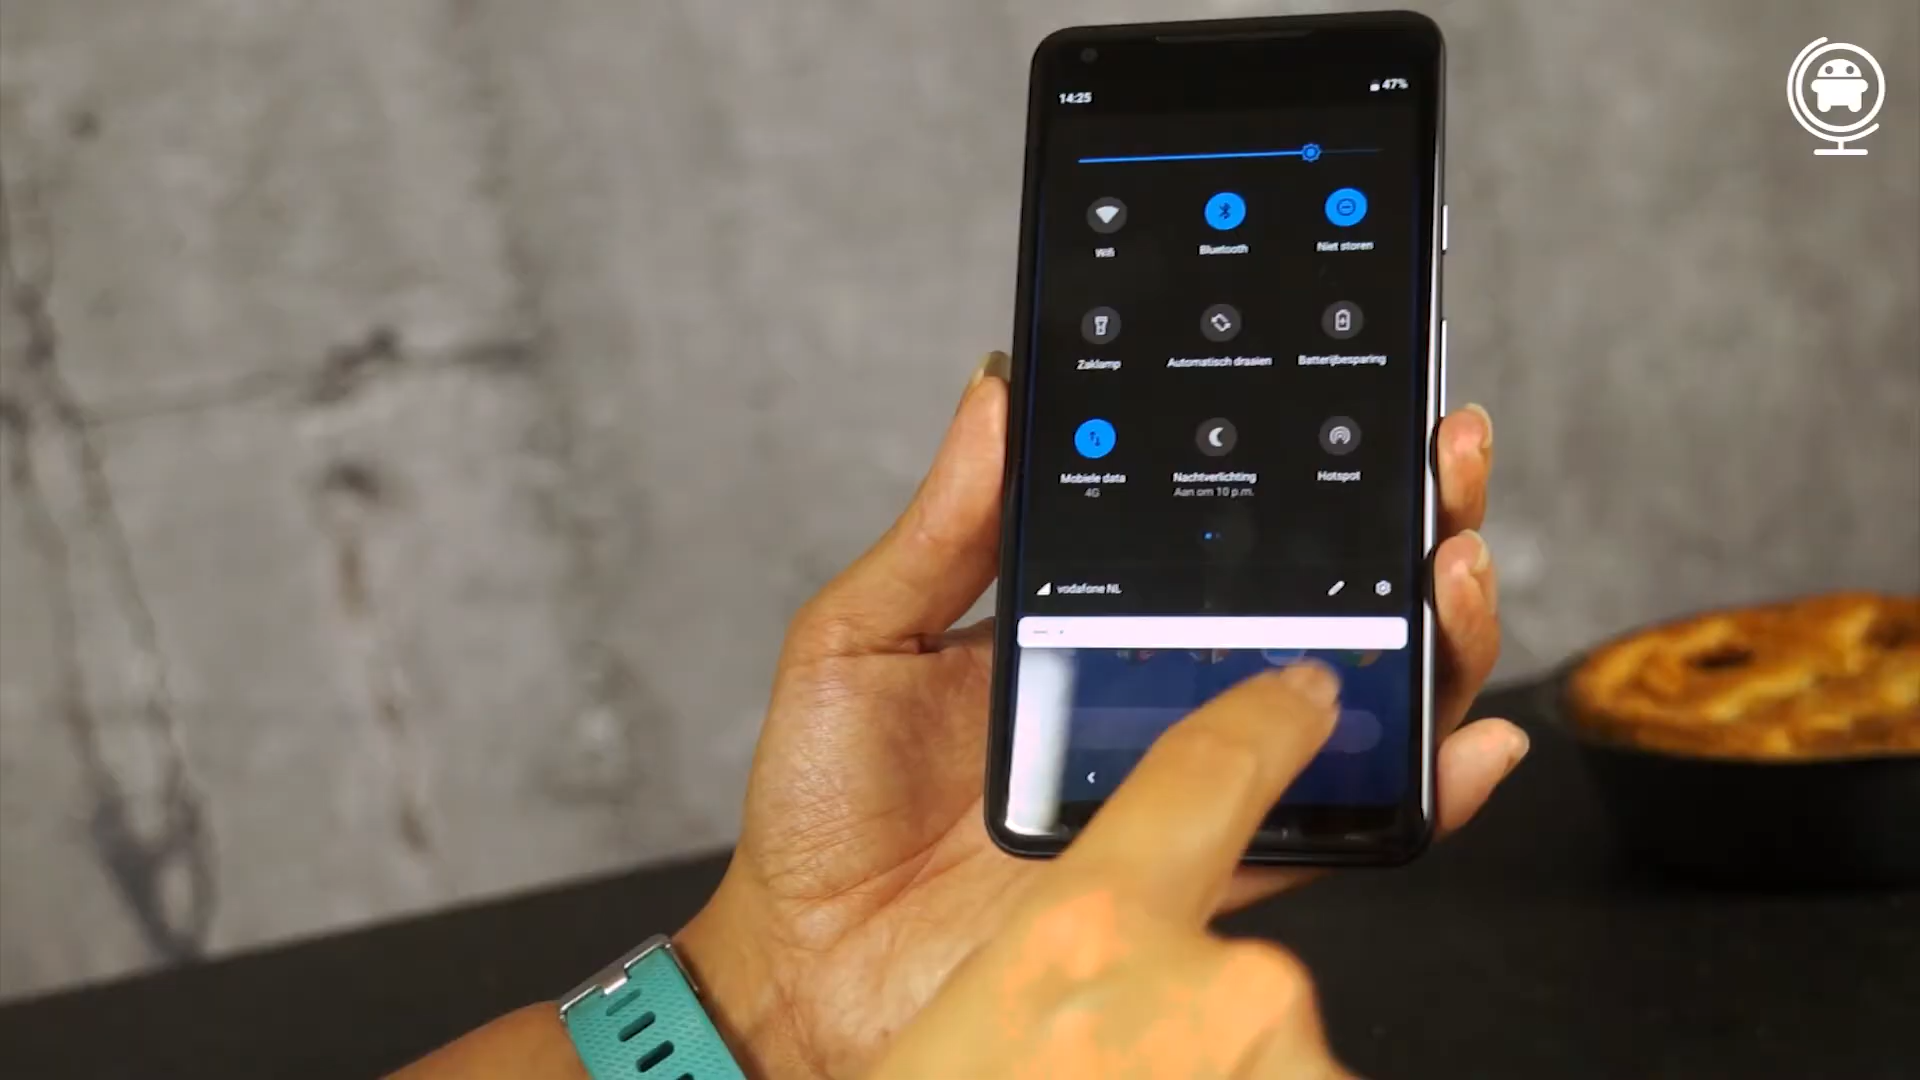 14:25
47%
Wifi
Bluetooth
Niet storen
Zaklamp
Automatisch draaien
Batterijbesparing
Mobiele data
4G
Nachtverlichting
Aan om 10 p.m.
Hotspot
vodafone NL